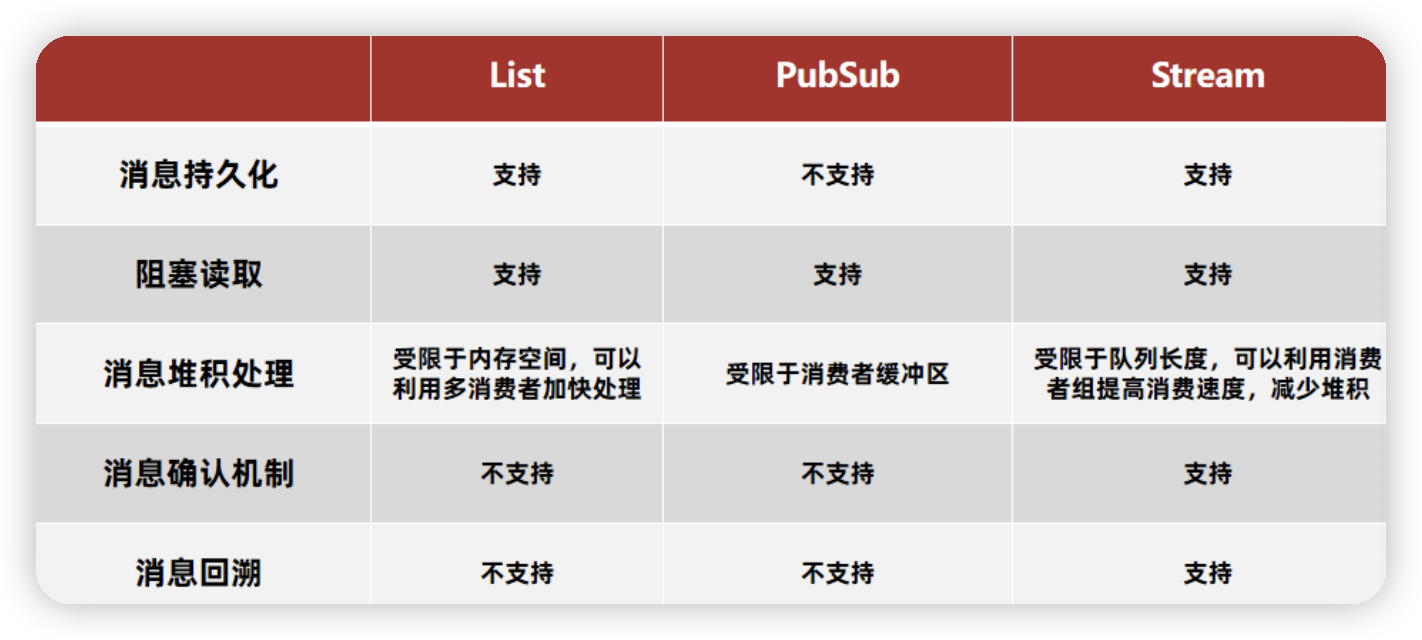 List PubSub Stream
消息持久化 支持 不支持 支持
阻塞读取 支持 支持 支持
消息堆积处理 受限于内存空间，可以
利用多消费者加快处理 受限于消费者缓冲区 受限于队列长度，可以利用消费
者组提高消费速度，减少堆积
消息确认机制 不支持 不支持 支持
消息回溯 不支持 不支持 支持